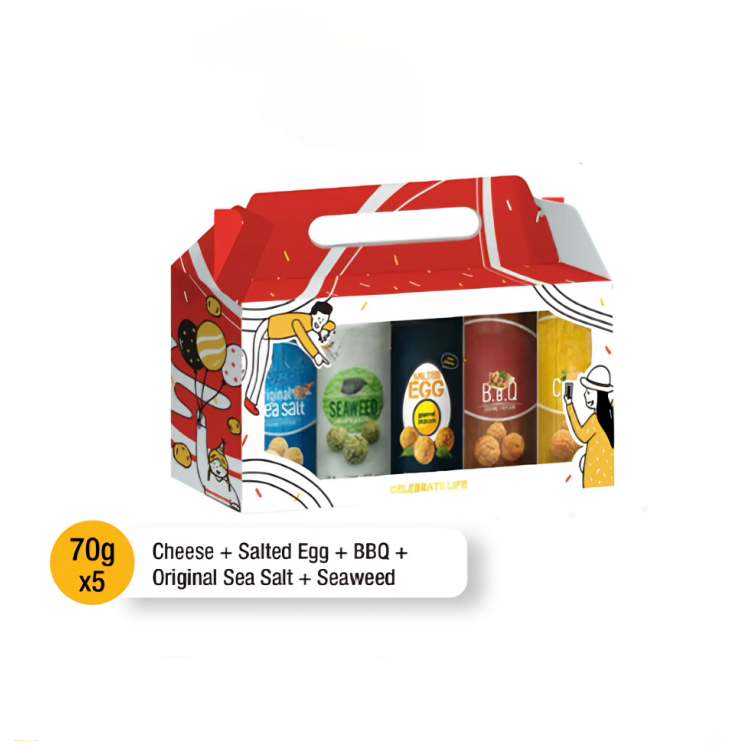 Original
Sea Salt
SEAWEED
SALTED
EGG
B.B.Q
C
CELEBRATE LIFE
70g
x5
Cheese + Salted Egg + BBQ +
Original Sea Salt + Seaweed